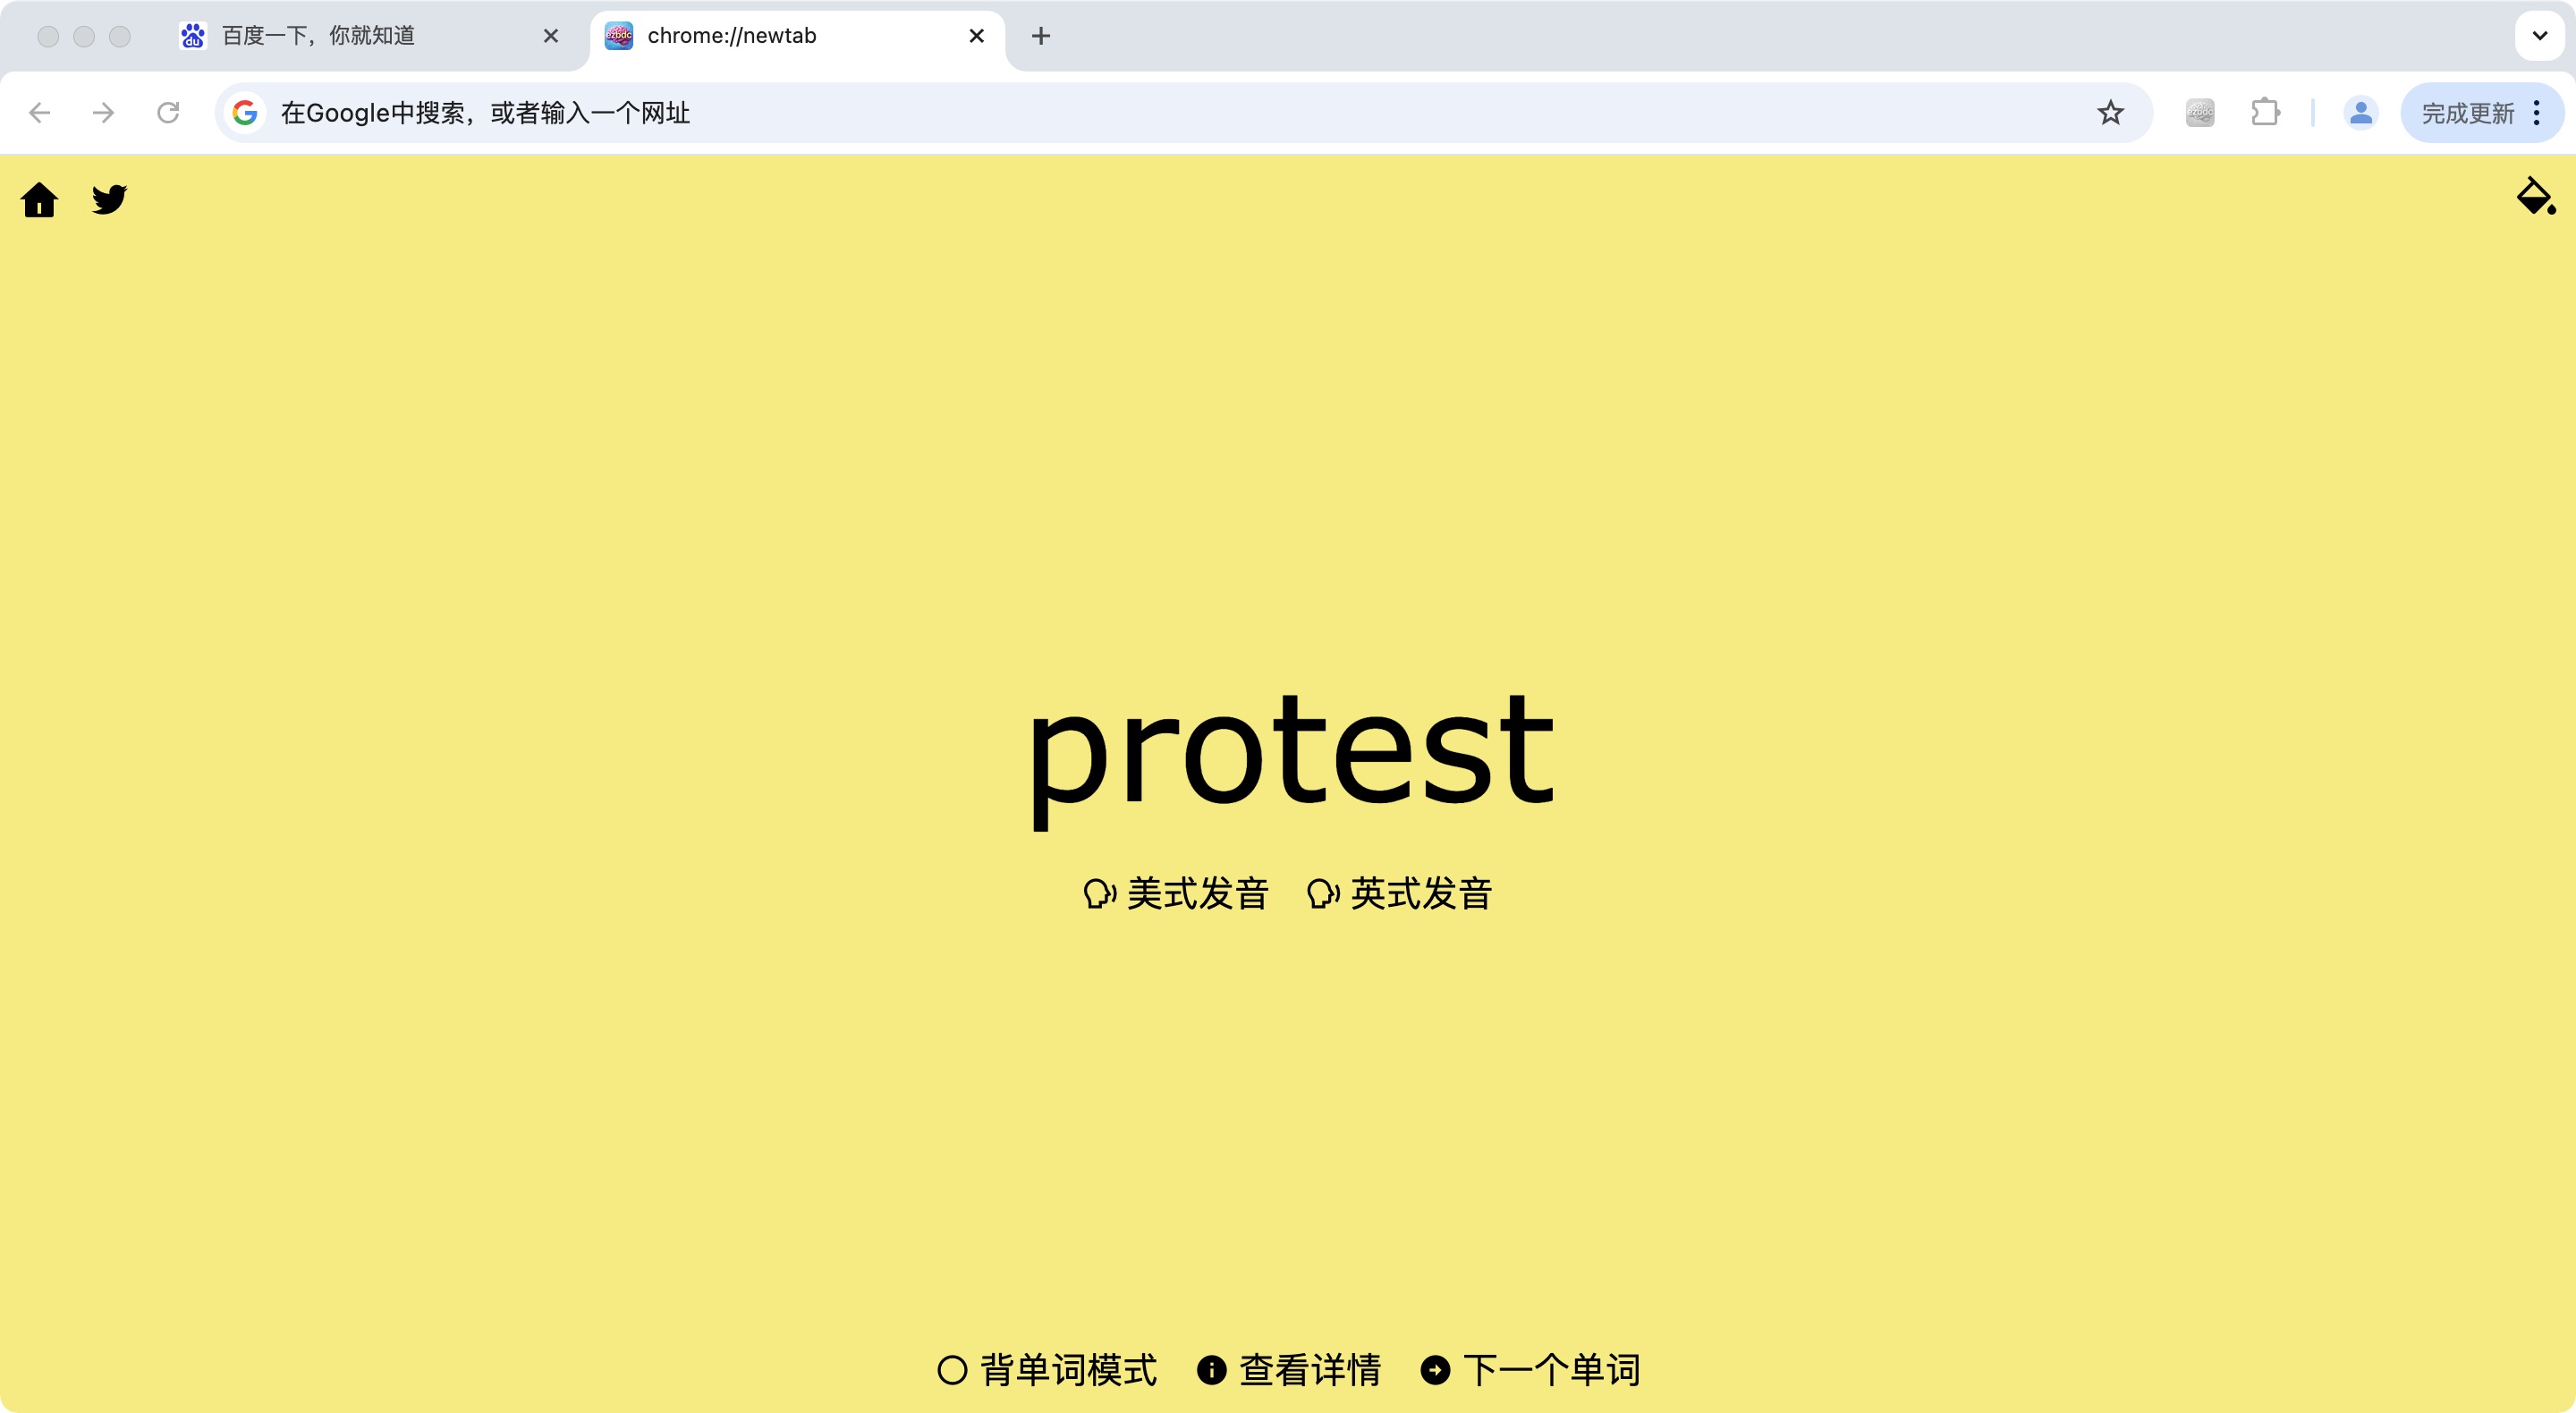 百度一下，你就知道
chrome://newtab
在Google中搜索，或者输入一个网址
完成更新
protest
美式发音 英式发音
背单词模式 查看详情 下一个单词